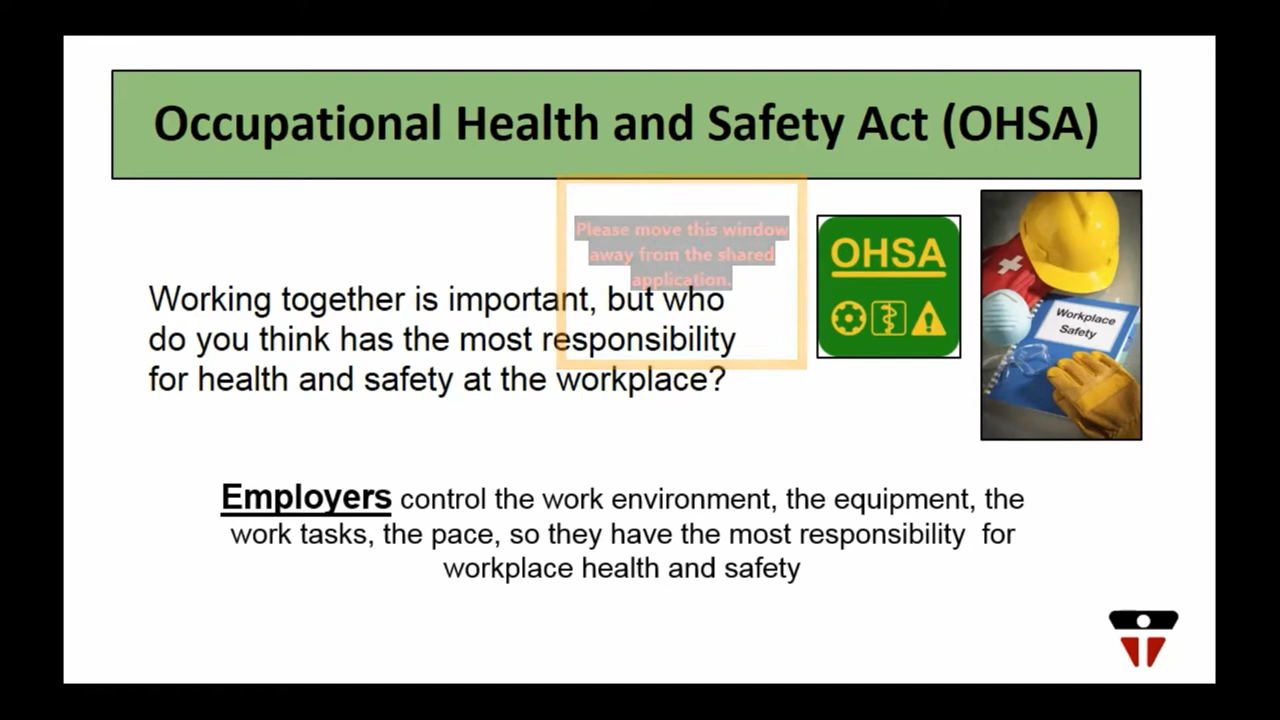 Occupational Health and Safety Act (OHSA)
Please move this window
away from the shared
application.
OHSA
Workplace
Safety
Working together is important, but who
do you think has the most responsibility
for health and safety at the workplace?
Employers control the work environment, the equipment, the
work tasks, the pace, so they have the most responsibility for
workplace health and safety